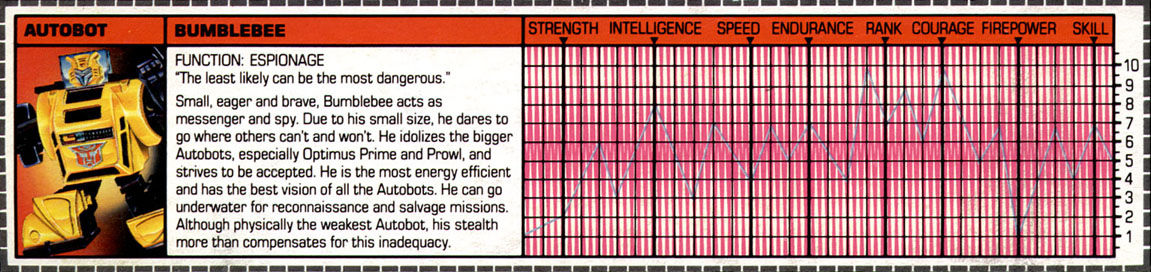 AUTOBOT
BUMBLEBEE
FUNCTION: ESPIONAGE
“The least likely can be the most dangerous.”
Small, eager and brave, Bumblebee acts as
messenger and spy. Due to his small size, he dares to
go where others can't and won't. He idolizes the bigger
Autobots, especially Optimus Prime and Prowl, and
strives to be accepted. He is the most energy efficient
and has the best vision of all the Autobots. He can go
underwater for reconnaissance and salvage missions.
Although physically the weakest Autobot, his stealth
more than compensates for this inadequacy.
STRENGTH INTELLIGENCE SPEED ENDURANCE RANK COURAGE FIREPOWER SKILL
10
9
8
7
6
5
4
3
2
1